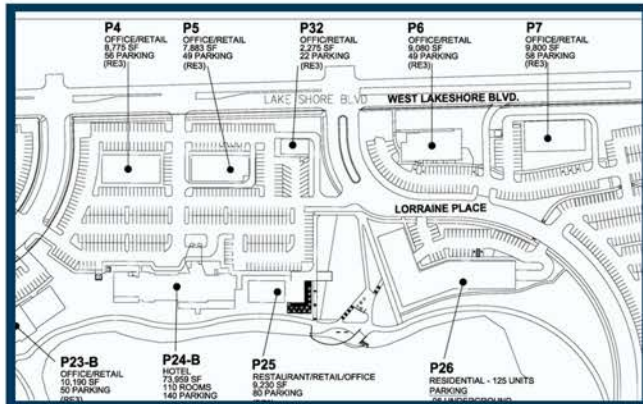 P4
OFFICE/RETAIL
8,775 SF
56 PARKING
(RE3)
P5
OFFICE/RETAIL
7,883 SF
49 PARKING
(RE3)
P32
OFFICE/RETAIL
2,275 SF
22 PARKING
(RE3)
P6
OFFICE/RETAIL
9,080 SF
49 PARKING
(RE3)
P7
OFFICE/RETAIL
9,800 SF
58 PARKING
(RE3)
LAKE SHORE BLVD
WEST LAKESHORE BLVD.
LORRAINE PLACE
P23-B
OFFICE/RETAIL
10,190 SF
50 PARKING
(RE3)
P24-B
HOTEL
73,959 SF
110 ROOMS
140 PARKING
P25
RESTAURANT/RETAIL/OFFICE
9,230 SF
80 PARKING
P26
RESIDENTIAL - 125 UNITS
PARKING
UNDERGROUND